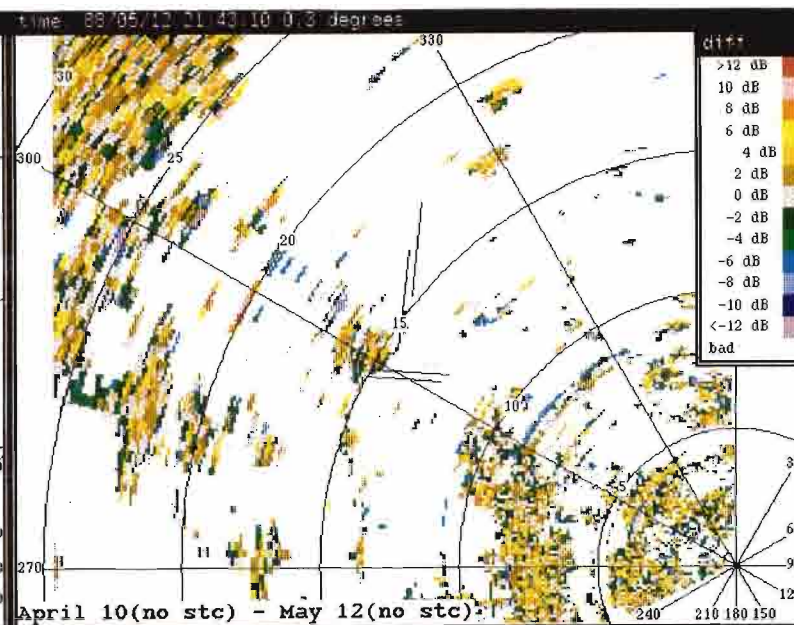 time 88/05/12 21:43:10 0.3 degrees
diff
>12 dB
10 dB
8 dB
6 dB
4 dB
2 dB
0 dB
-2 dB
-4 dB
-6 dB
-8 dB
-10 dB
<-12 dB
bad
330
30
300
25
20
15
10
5
3
6
9
12
270
240
210 180 150
April 10(no stc) - May 12(no stc)